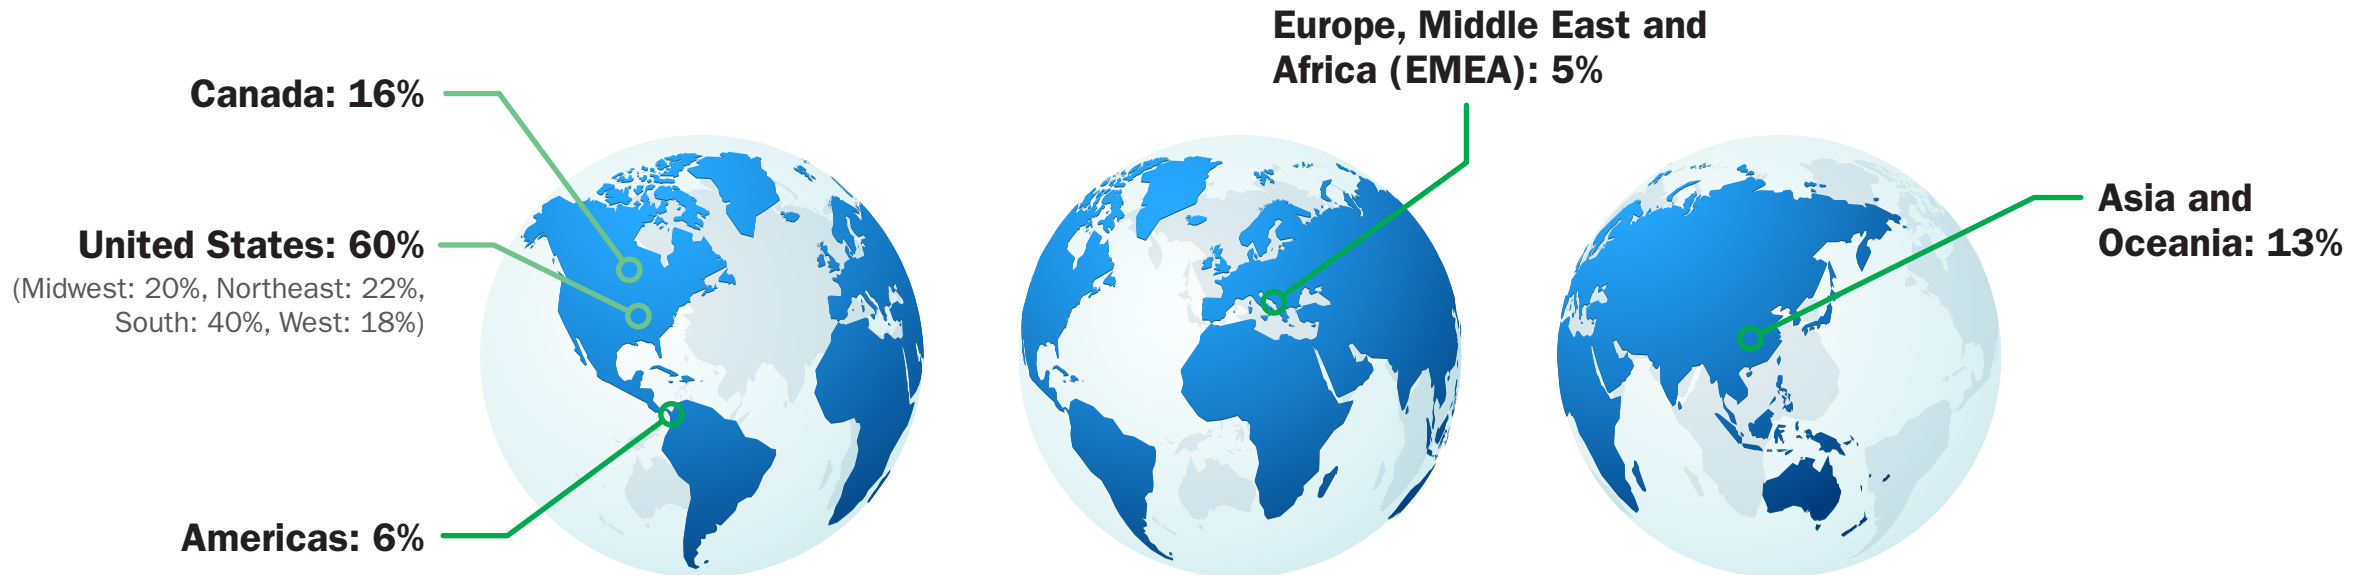 Canada: 16%
United States: 60%
(Midwest: 20%, Northeast: 22%,
South: 40%, West: 18%)
Americas: 6%
Europe, Middle East and
Africa (EMEA): 5%
Asia and
Oceania: 13%